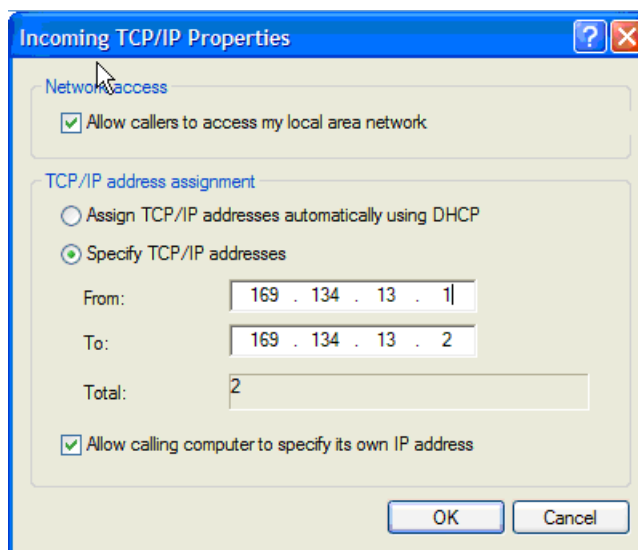 Incoming TCP/IP Properties
Network access
Allow callers to access my local area network
TCP/IP address assignment
Assign TCP/IP addresses automatically using DHCP
Specify TCP/IP addresses
From: 169 . 134 . 13 . 1
To: 169 . 134 . 13 . 2
Total: 2
Allow calling computer to specify its own IP address
OK Cancel